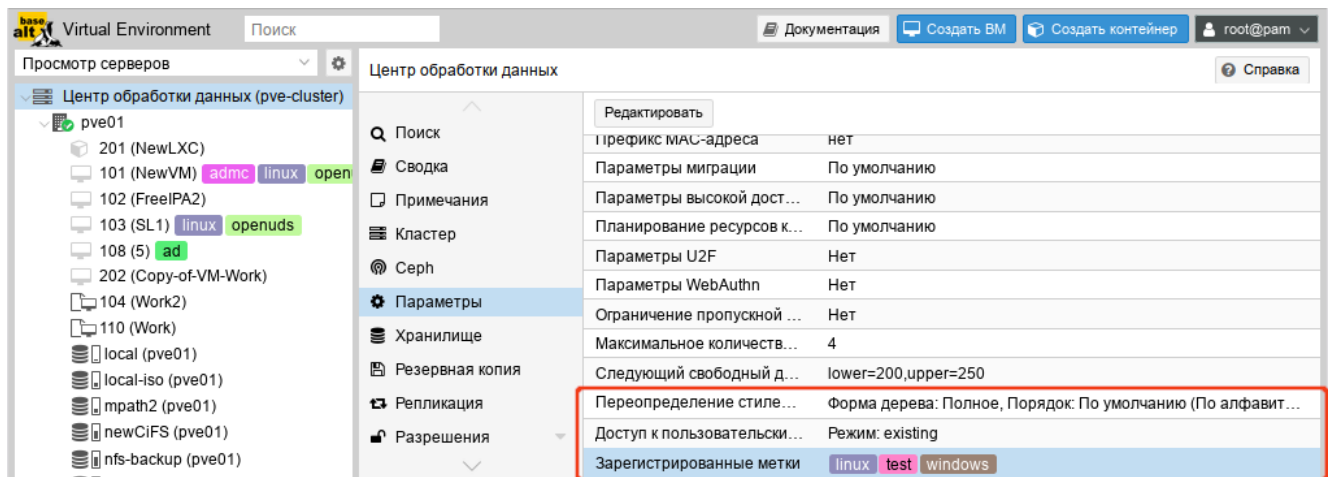 base alt Virtual Environment Поиск Документация Создать ВМ Создать контейнер root@pam
Просмотр серверов
Центр обработки данных (pve-cluster)
pve01
201 (NewLXC)
101 (NewVM) admc linux open
102 (FreeIPA2)
103 (SL1) linux openuds
108 (5) ad
202 (Copy-of-VM-Work)
104 (Work2)
110 (Work)
local (pve01)
local-iso (pve01)
mpath2 (pve01)
newCiFS (pve01)
nfs-backup (pve01)
Центр обработки данных Справка
Поиск
Сводка
Примечания
Кластер
Ceph
Параметры
Хранилище
Резервная копия
Репликация
Разрешения
Редактировать
Префикс MAC-адреса нет
Параметры миграции По умолчанию
Параметры высокой дост... По умолчанию
Планирование ресурсов к... По умолчанию
Параметры U2F Нет
Параметры WebAuthn Нет
Ограничение пропускной ... Нет
Максимальное количеств... 4
Следующий свободный д... lower=200,upper=250
Переопределение стиле... Форма дерева: Полное, Порядок: По умолчанию (По алфавит...
Доступ к пользовательски... Режим: existing
Зарегистрированные метки linux test windows